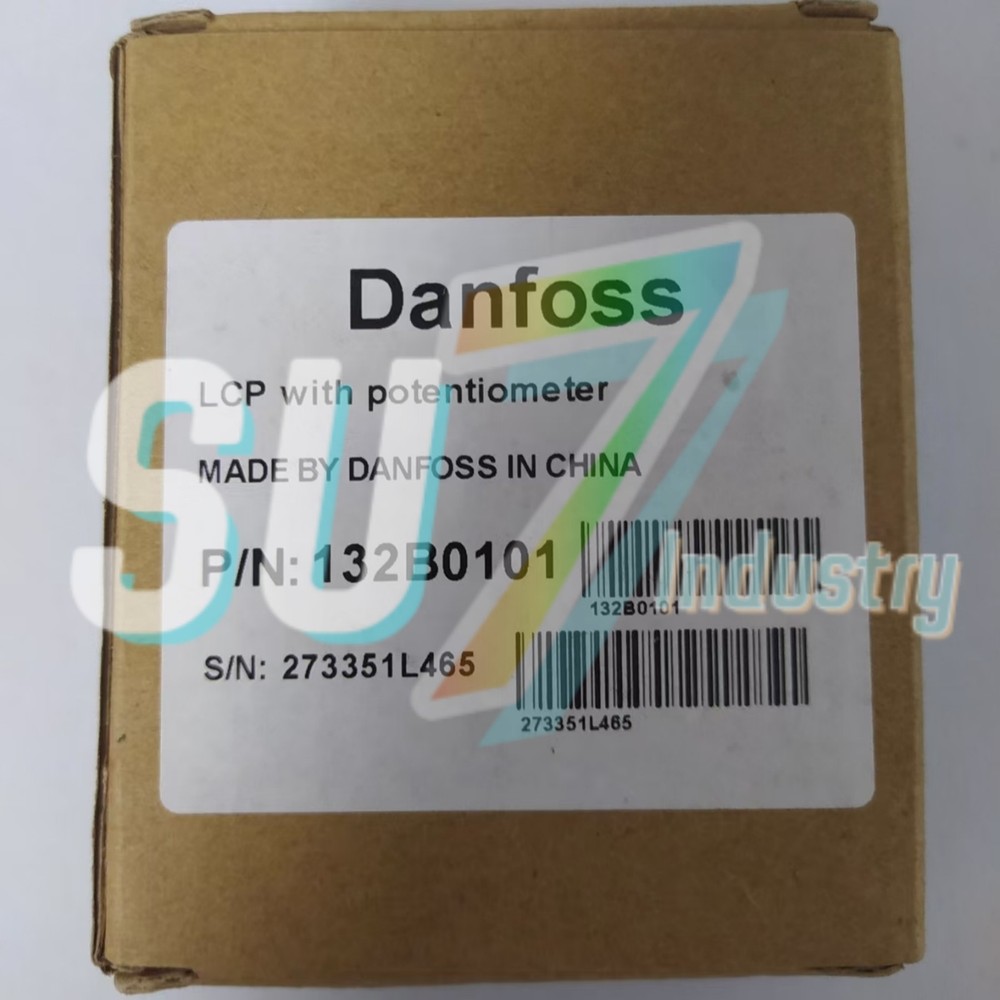 Danfoss
LCP with potentiometer
MADE BY DANFOSS IN CHINA
P/N: 132B0101
132B0101
S/N: 273351L465
273351L465
SU7
Industry